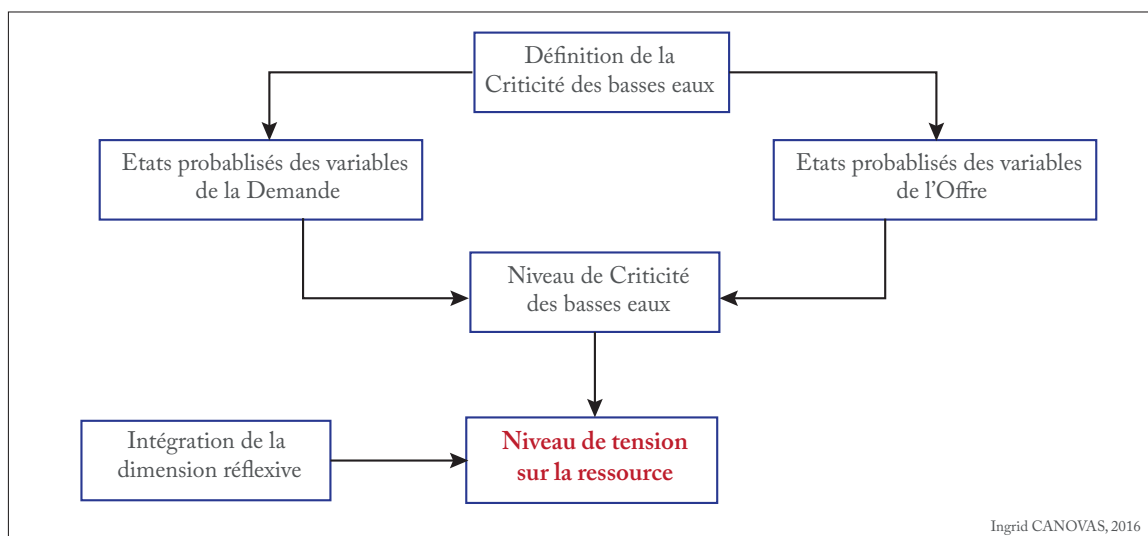 Définition de la
Criticité des basses eaux
Etats probablisés des variables
de la Demande
Etats probablisés des variables
de l'Offre
Niveau de Criticité
des basses eaux
Intégration de la
dimension réflexive
Niveau de tension
sur la ressource
Ingrid CANOVAS, 2016